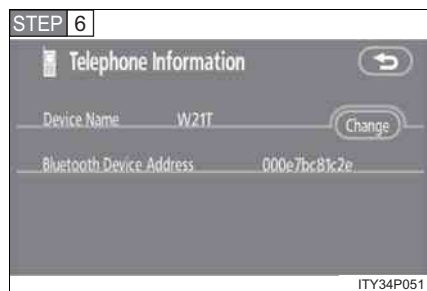 STEP 6
Telephone Information
Device Name W21T Change
Bluetooth Device Address 000e7bc81c2e
ITY34P051